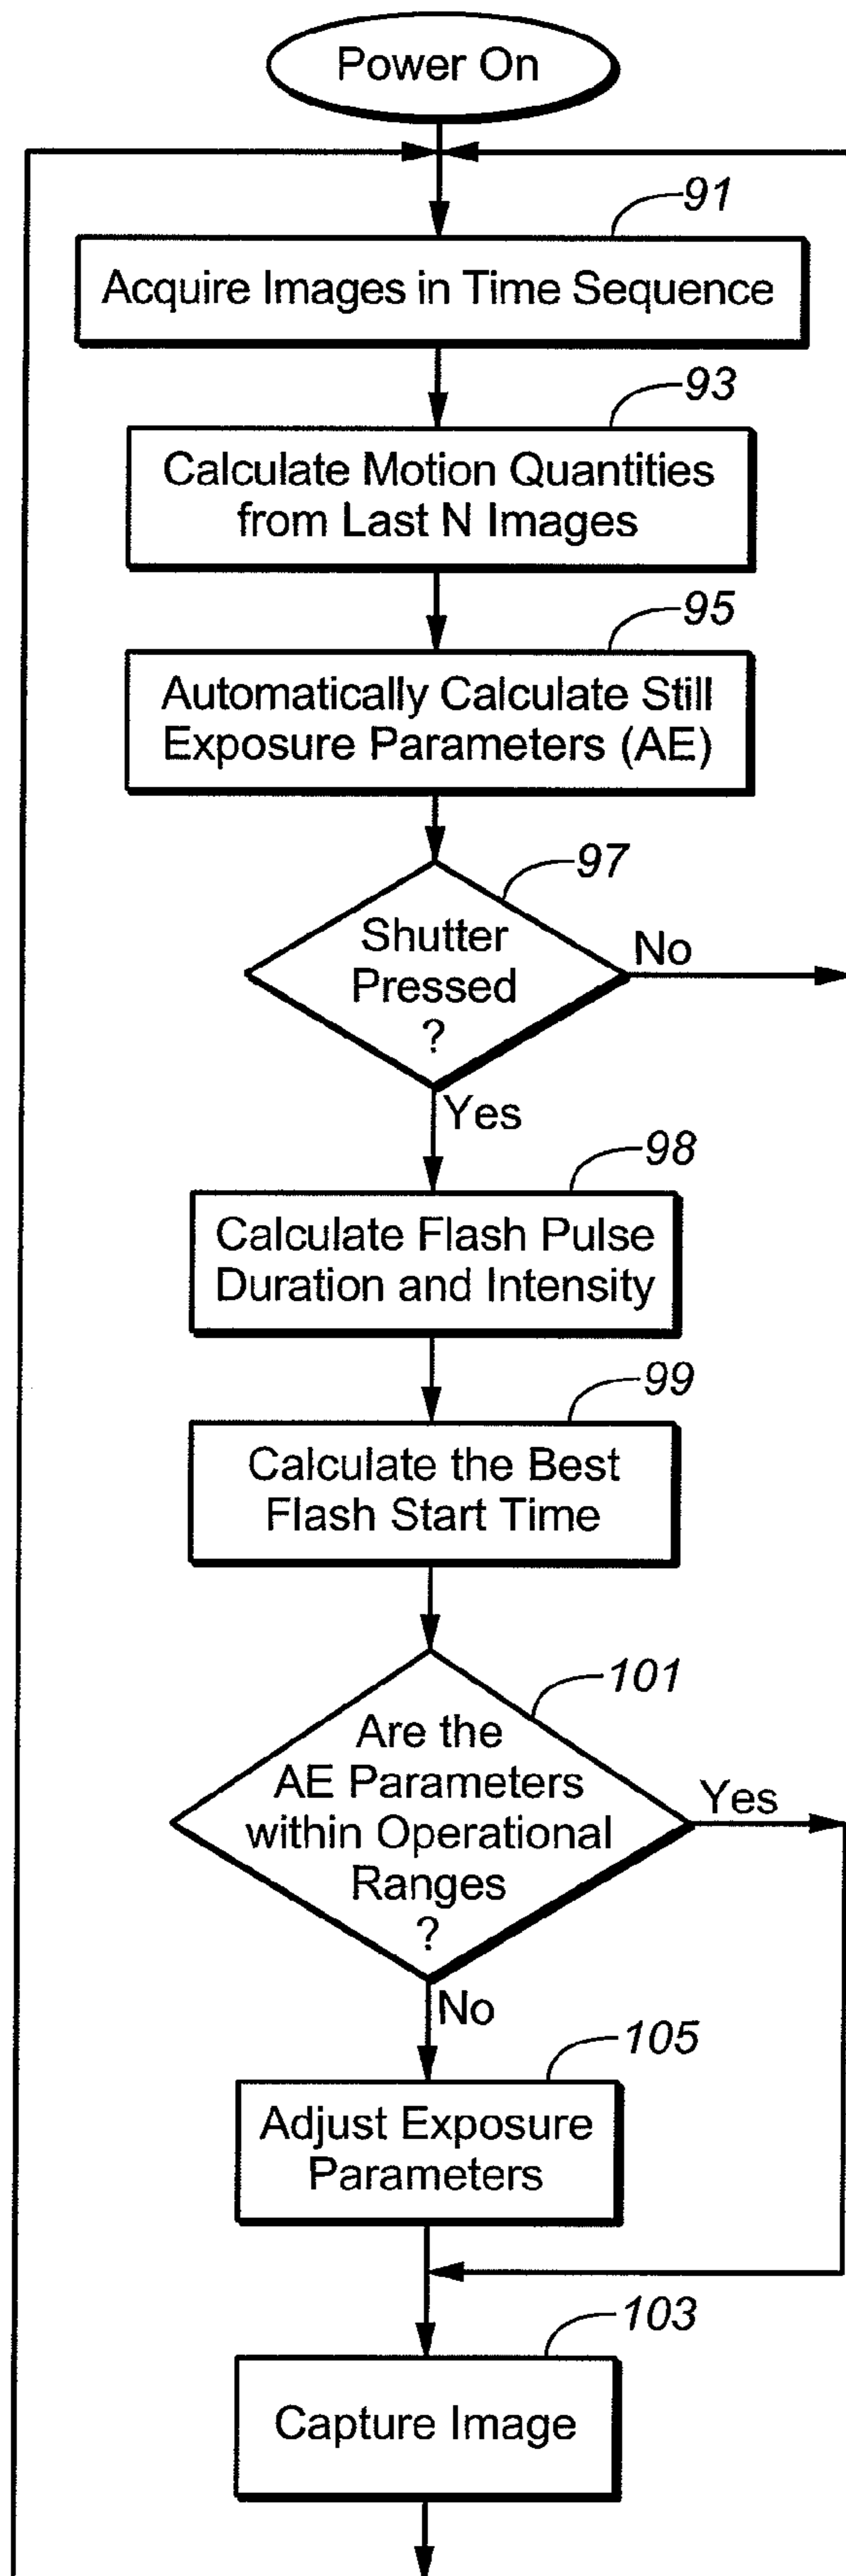 Power On
91
Acquire Images in Time Sequence
93
Calculate Motion Quantities
from Last N Images
95
Automatically Calculate Still
Exposure Parameters (AE)
97
Shutter
Pressed
?
No
Yes
98
Calculate Flash Pulse
Duration and Intensity
99
Calculate the Best
Flash Start Time
101
Are the
AE Parameters
within Operational
Ranges
?
Yes
No
105
Adjust Exposure
Parameters
103
Capture Image